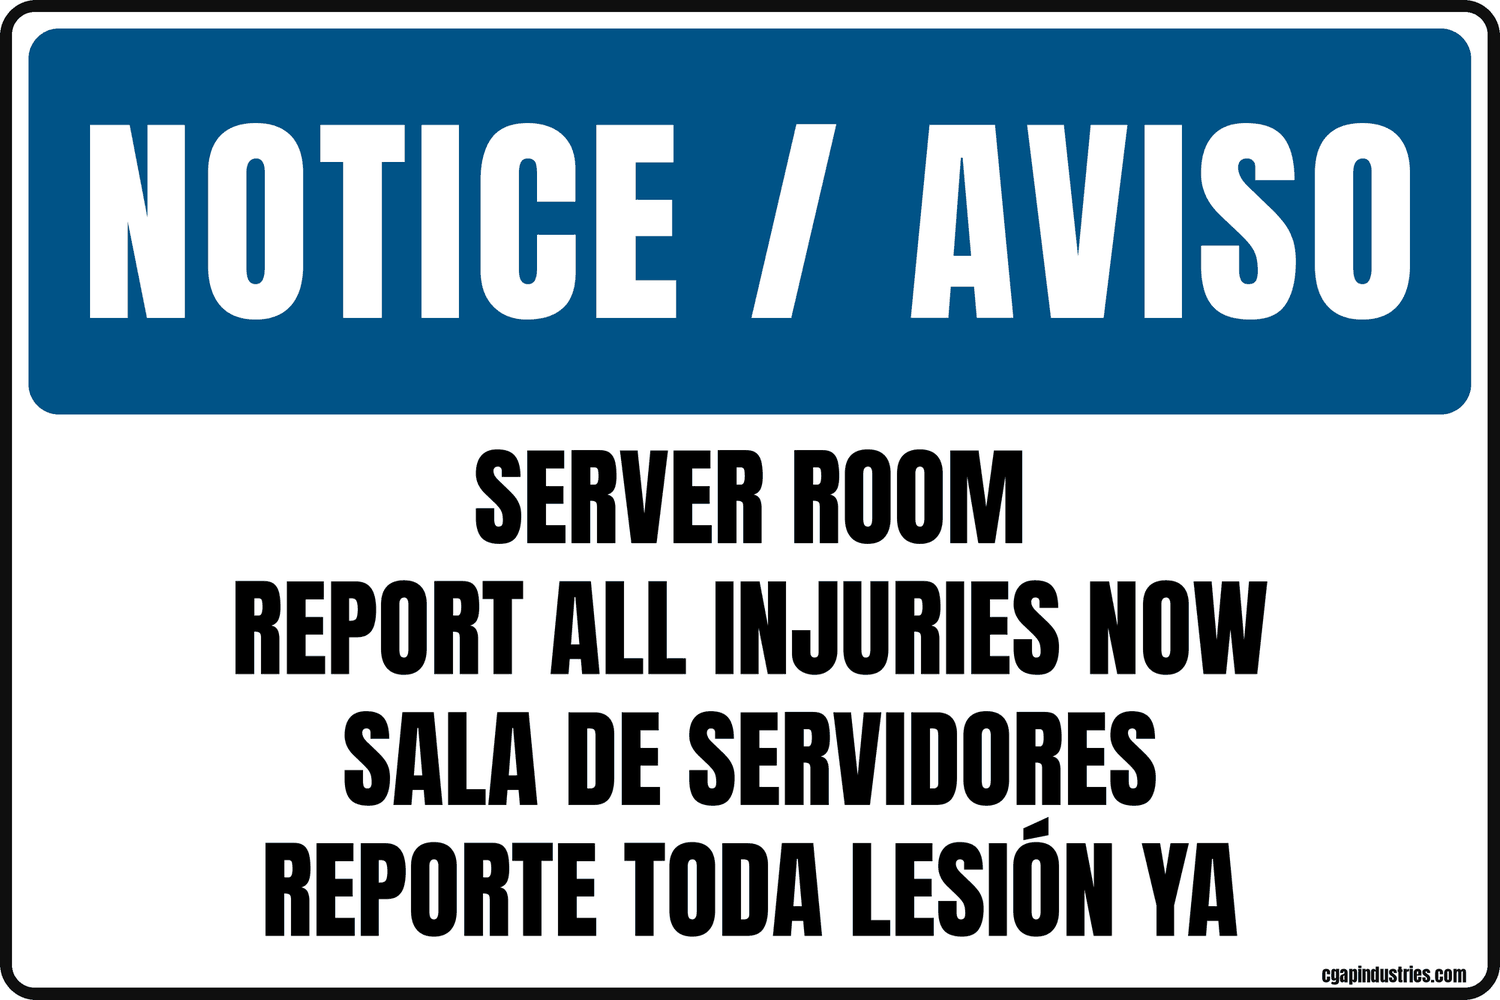 NOTICE / AVISO
SERVER ROOM
REPORT ALL INJURIES NOW
SALA DE SERVIDORES
REPORTE TODA LESIÓN YA
cgapindustries.com